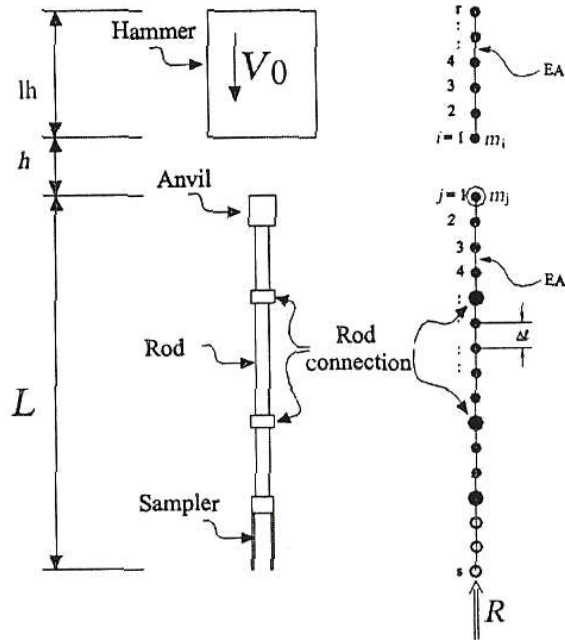 Hammer
V₀
lh
h
Anvil
Rod
Rod
connection
L
Sampler
r
4
3
2
i = 1
mᵢ
EA
j = 1
mⱼ
2
3
4
EA
Δℓ
s
R